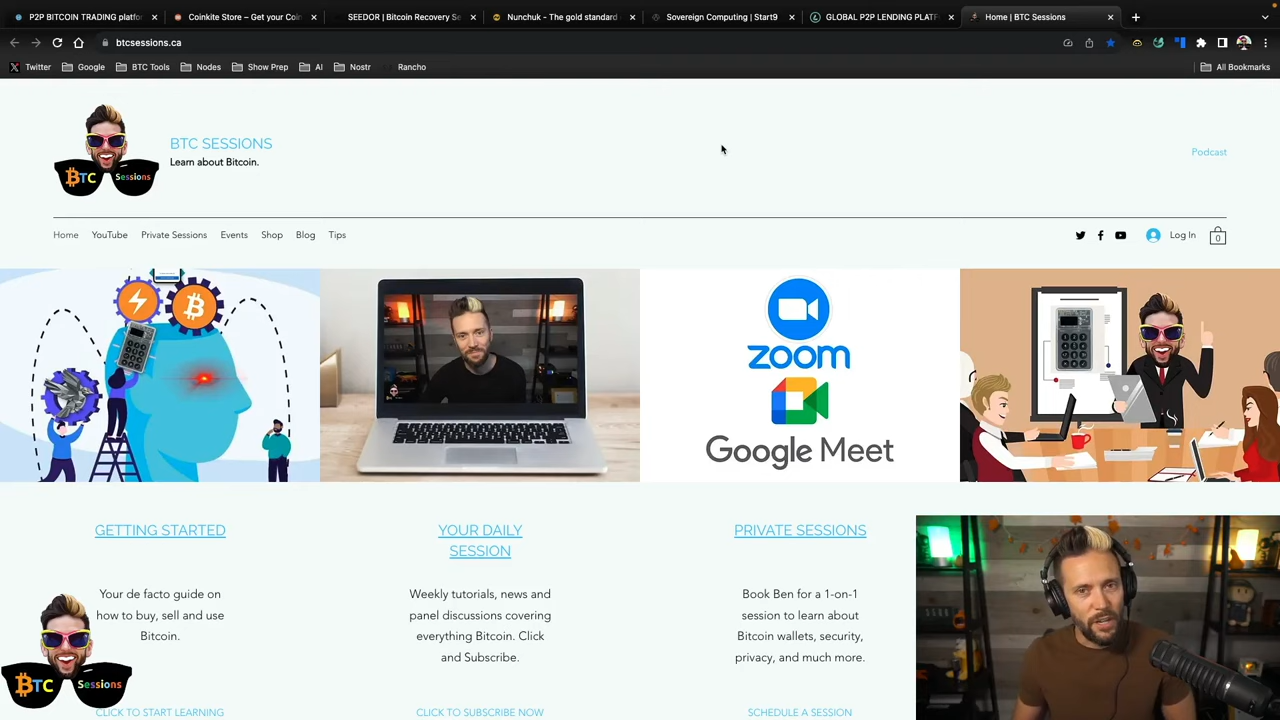 P2P BITCOIN TRADING platfor
Coinkite Store – Get your Coin
SEEDOR | Bitcoin Recovery Se
Nunchuk - The gold standard
Sovereign Computing | Start9
GLOBAL P2P LENDING PLATF
Home | BTC Sessions
btcsessions.ca
Twitter
Google
BTC Tools
Nodes
Show Prep
AI
Nostr
Rancho
All Bookmarks
BTC Sessions
BTC SESSIONS
Learn about Bitcoin.
Podcast
Home
YouTube
Private Sessions
Events
Shop
Blog
Tips
Log In
0
zoom
Google Meet
GETTING STARTED
Your de facto guide on
how to buy, sell and use
Bitcoin.
CLICK TO START LEARNING
YOUR DAILY
SESSION
Weekly tutorials, news and
panel discussions covering
everything Bitcoin. Click
and Subscribe.
CLICK TO SUBSCRIBE NOW
PRIVATE SESSIONS
Book Ben for a 1-on-1
session to learn about
Bitcoin wallets, security,
privacy, and much more.
SCHEDULE A SESSION
BTC Sessions